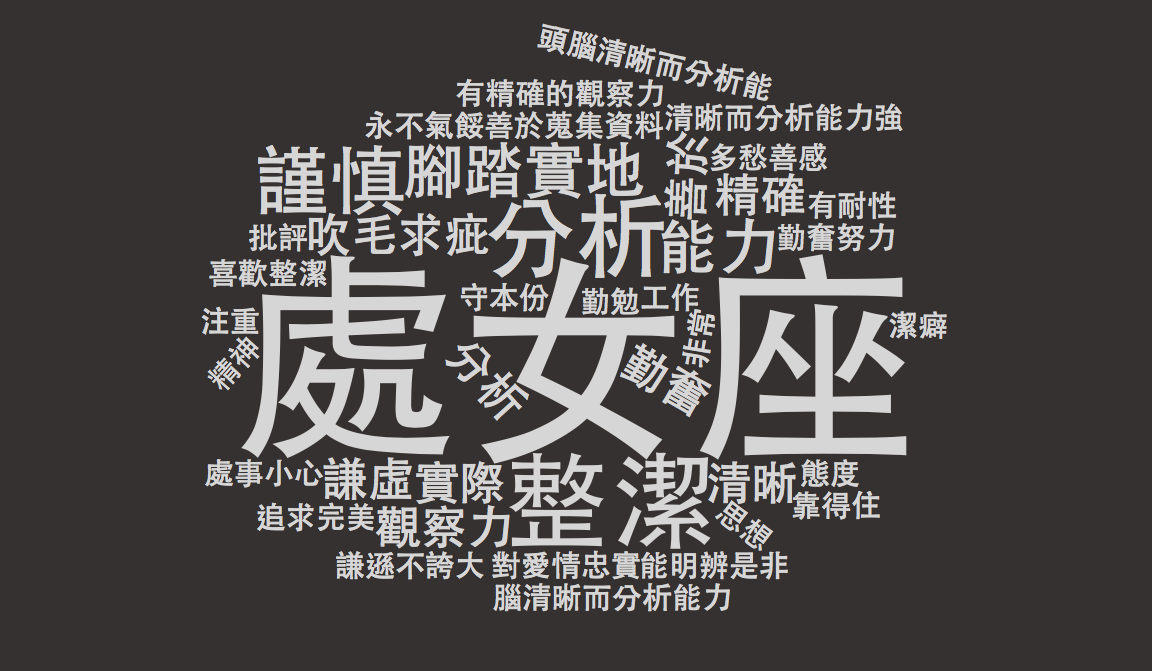 頭腦清晰而分析能
有精確的觀察力
清晰而分析能力強
永不氣餒善於蒐集資料
善於
多愁善感
謹慎
腳踏實地
精確
有耐性
批評
吹毛求疵
分析
能力
勤奮努力
喜歡整潔
守本份
勤勉
工作
注重
處女座
非常
潔癖
精神
分析
勤奮
處事小心
謙虛
實際
整潔
清晰
態度
靠得住
追求完美
觀察力
思想
謙遜不誇大
對愛情忠實
能明辨是非
腦清晰而分析能力